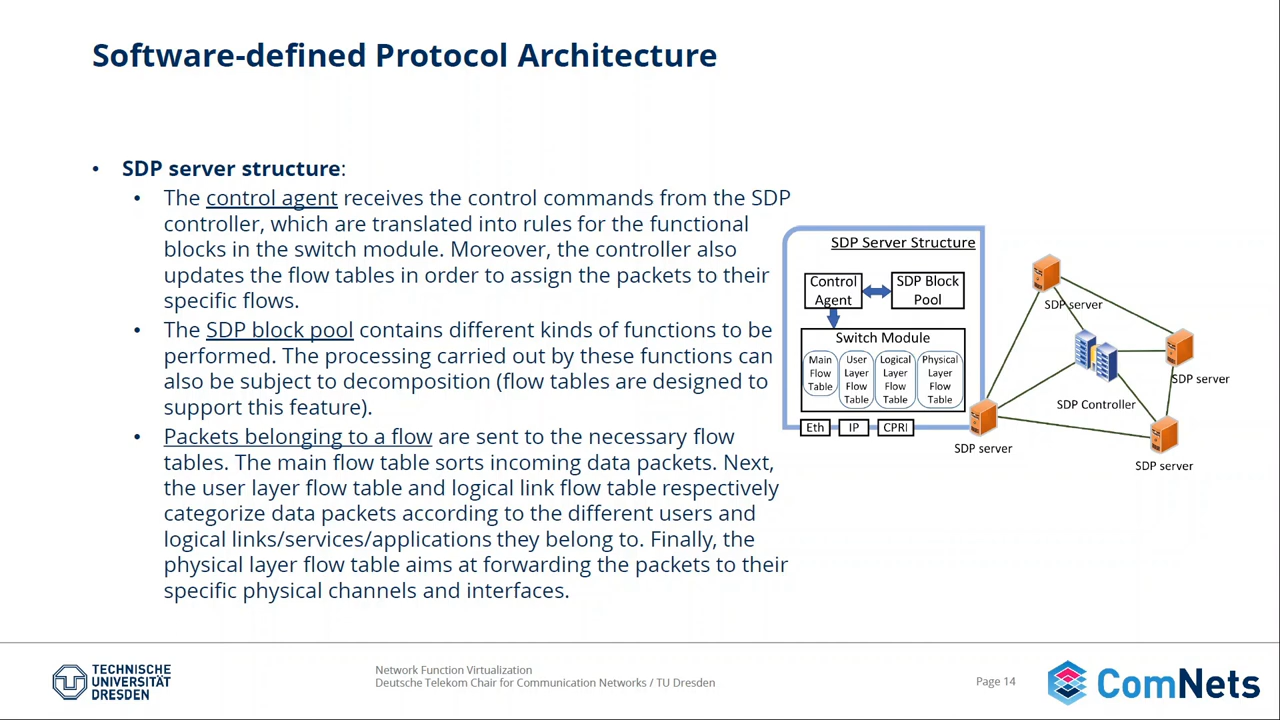 Software-defined Protocol Architecture
• SDP server structure:
• The control agent receives the control commands from the SDP
controller, which are translated into rules for the functional
blocks in the switch module. Moreover, the controller also
updates the flow tables in order to assign the packets to their
specific flows.
• The SDP block pool contains different kinds of functions to be
performed. The processing carried out by these functions can
also be subject to decomposition (flow tables are designed to
support this feature).
• Packets belonging to a flow are sent to the necessary flow
tables. The main flow table sorts incoming data packets. Next,
the user layer flow table and logical link flow table respectively
categorize data packets according to the different users and
logical links/services/applications they belong to. Finally, the
physical layer flow table aims at forwarding the packets to their
specific physical channels and interfaces.
SDP Server Structure
Control
Agent
SDP Block
Pool
Switch Module
Main
Flow
Table
User
Layer
Flow
Table
Logical
Layer
Flow
Table
Physical
Layer
Flow
Table
Eth
IP
CPRI
SDP server
SDP server
SDP Controller
SDP server
SDP server
TECHNISCHE
UNIVERSITÄT
DRESDEN
Network Function Virtualization
Deutsche Telekom Chair for Communication Networks / TU Dresden
Page 14
ComNets